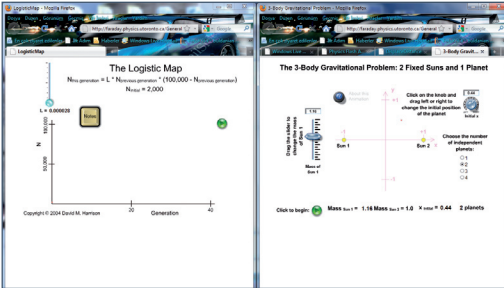 LogisticMap - Mozilla Firefox
http://faraday.physics.utoronto.ca/General
LogisticMap
The Logistic Map
N this generation = L * N previous generation * (100,000 - N previous generation)
N initial = 2,000
L = 0.000028
Notes
100,000
N
50,000
20
Generation
40
Copyright © 2004 David M. Harrison
3-Body Gravitational Problem - Mozilla Firefox
http://faraday.physics.utoronto.ca/General
3-Body Gravit...
The 3-Body Gravitational Problem: 2 Fixed Suns and 1 Planet
Click on the knob and
drag left or right to
change the initial position
of the planet
0.44
Initial x
1.16
Drag the slider to
change the mass
of Sun 1
Mass of
Sun 1
Sun 1
Sun 2
Choose the number
of independent
planets:
1
2
3
4
Click to begin:
Mass Sun 1 = 1.16 Mass Sun 2 = 1.0 X initial = 0.44 2 planets